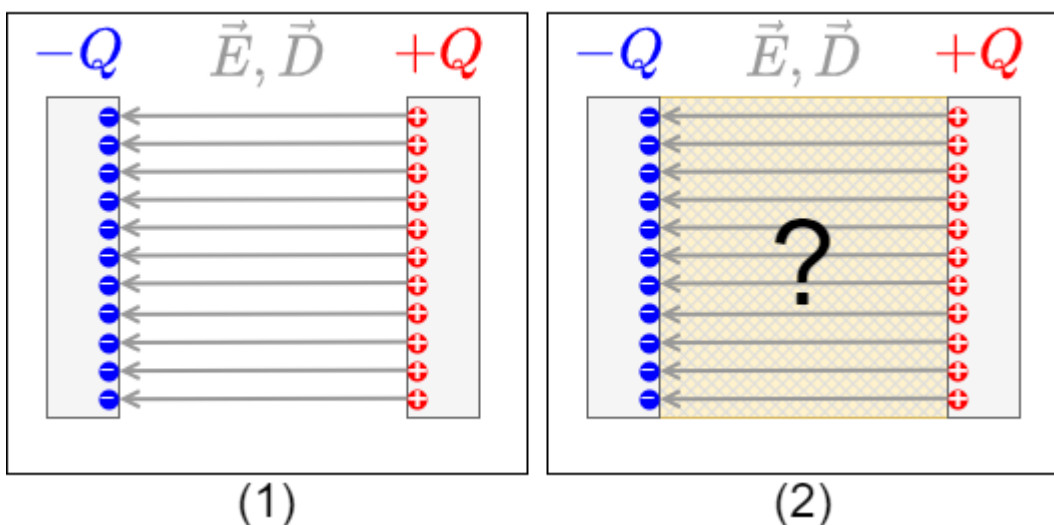 −Q E⃗, D⃗ +Q
−Q E⃗, D⃗ +Q
?
(1)
(2)